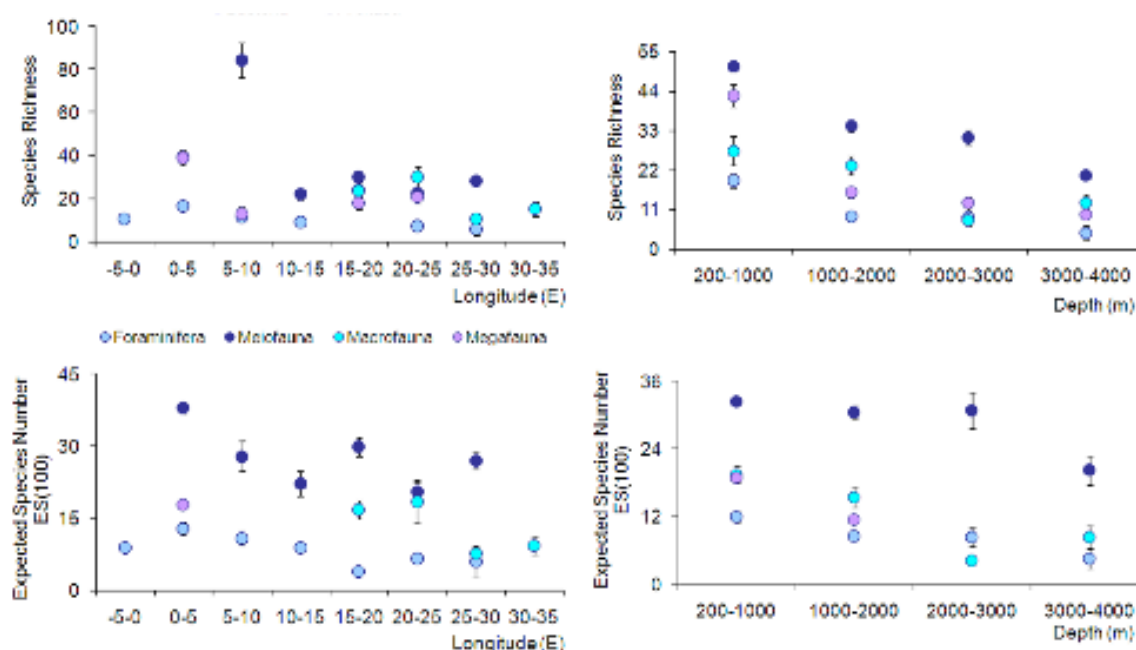 Species Richness
100
80
60
40
20
0
-5-0 0-5 5-10 10-15 15-20 20-25 25-30 30-35
Longitude (E)
Species Richness
55
44
33
22
11
0
200-1000 1000-2000 2000-3000 3000-4000
Depth (m)
Foraminifera Meiofauna Macrofauna Megafauna
Expected Species Number
ES(100)
45
30
15
0
-5-0 0-5 5-10 10-15 15-20 20-25 25-30 30-35
Longitude (E)
Expected Species Number
ES(100)
36
24
12
0
200-1000 1000-2000 2000-3000 3000-4000
Depth (m)